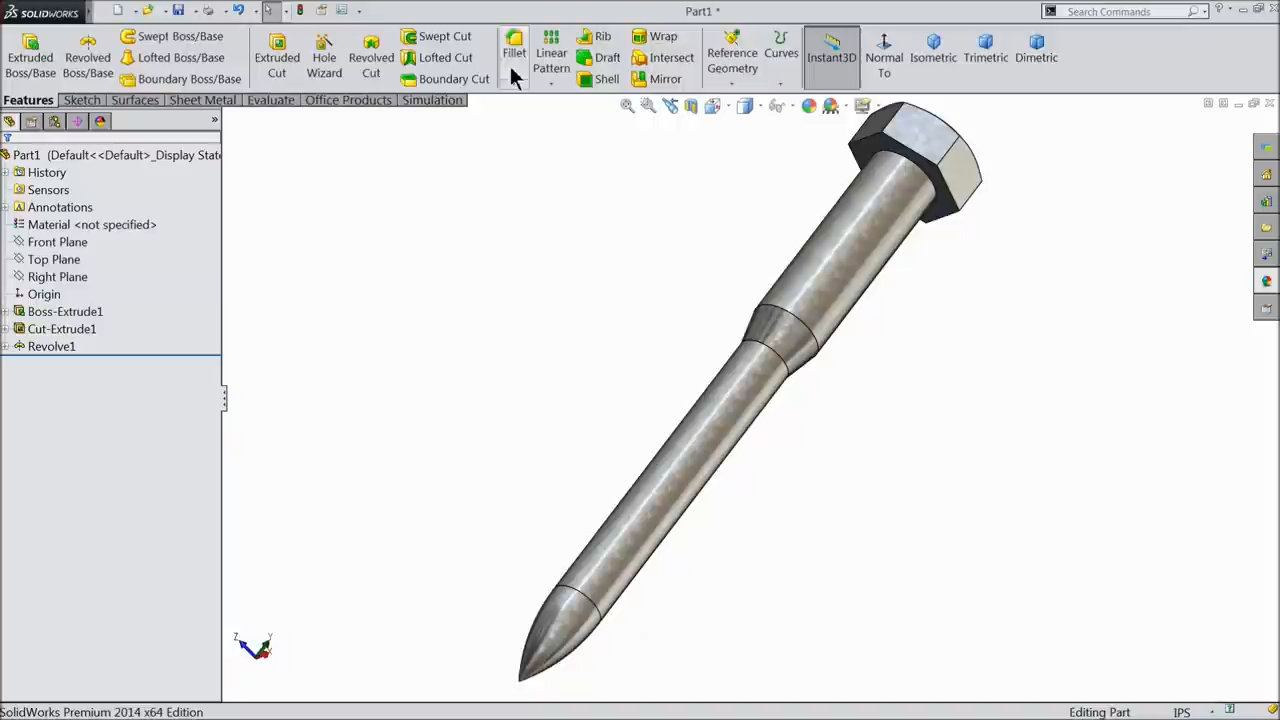 SOLIDWORKS
Part1 *
Search Commands
Extruded Boss/Base
Revolved Boss/Base
Swept Boss/Base
Lofted Boss/Base
Boundary Boss/Base
Extruded Cut
Hole Wizard
Revolved Cut
Swept Cut
Lofted Cut
Boundary Cut
Fillet
Linear Pattern
Rib
Draft
Shell
Wrap
Intersect
Mirror
Reference Geometry
Curves
Instant3D
Normal To
Isometric
Trimetric
Dimetric
Features Sketch Surfaces Sheet Metal Evaluate Office Products Simulation
Part1 (Default<<Default>_Display State
History
Sensors
Annotations
Material <not specified>
Front Plane
Top Plane
Right Plane
Origin
Boss-Extrude1
Cut-Extrude1
Revolve1
Z Y X
SolidWorks Premium 2014 x64 Edition
Editing Part
IPS